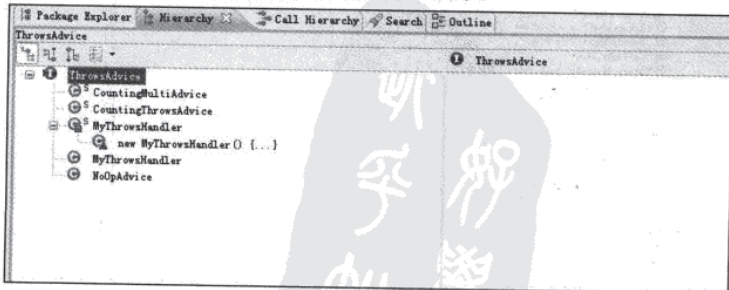 Package Explorer Hierarchy Call Hierarchy Search Outline
ThrowsAdvice
ThrowsAdvice
ThrowsAdvice
CountingMultiAdvice
CountingThrowsAdvice
MyThrowsHandler
new MyThrowsHandler() {...}
MyThrowsHandler
NoOpAdvice